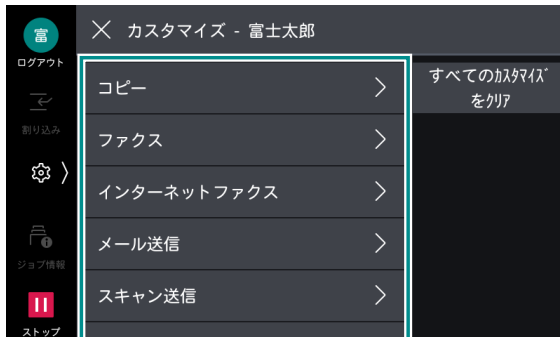 富
ログアウト
割り込み
ジョブ情報
ストップ
カスタマイズ - 富士太郎
コピー
ファクス
インターネットファクス
メール送信
スキャン送信
すべてのｶｽﾀﾏｲｽﾞ
をｸﾘｱ